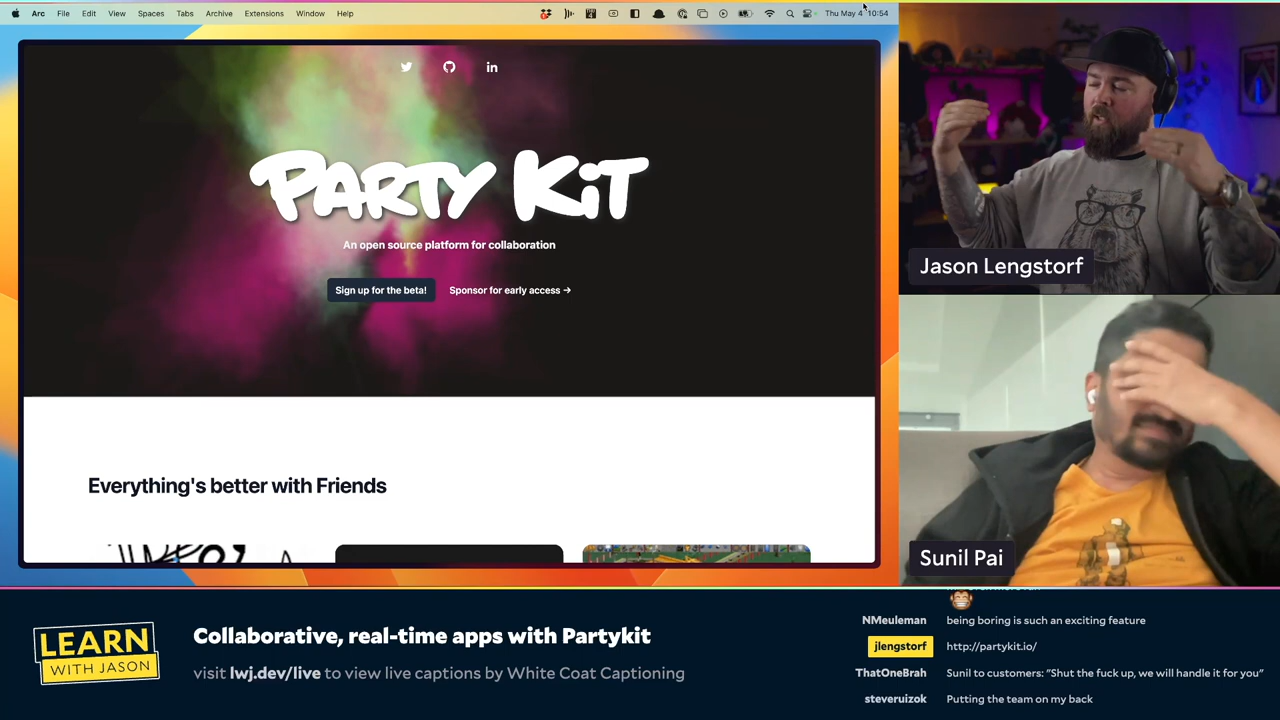 Arc File Edit View Spaces Tabs Archive Extensions Window Help
Thu May 4 10:54
PARTY KiT
An open source platform for collaboration
Sign up for the beta!
Sponsor for early access →
Everything's better with Friends
Jason Lengstorf
Sunil Pai
LEARN
WITH JASON
Collaborative, real-time apps with Partykit
visit lwj.dev/live to view live captions by White Coat Captioning
NMeuleman being boring is such an exciting feature
jlengstorf http://partykit.io/
ThatOneBrah Sunil to customers: “Shut the fuck up, we will handle it for you”
steveruizok Putting the team on my back